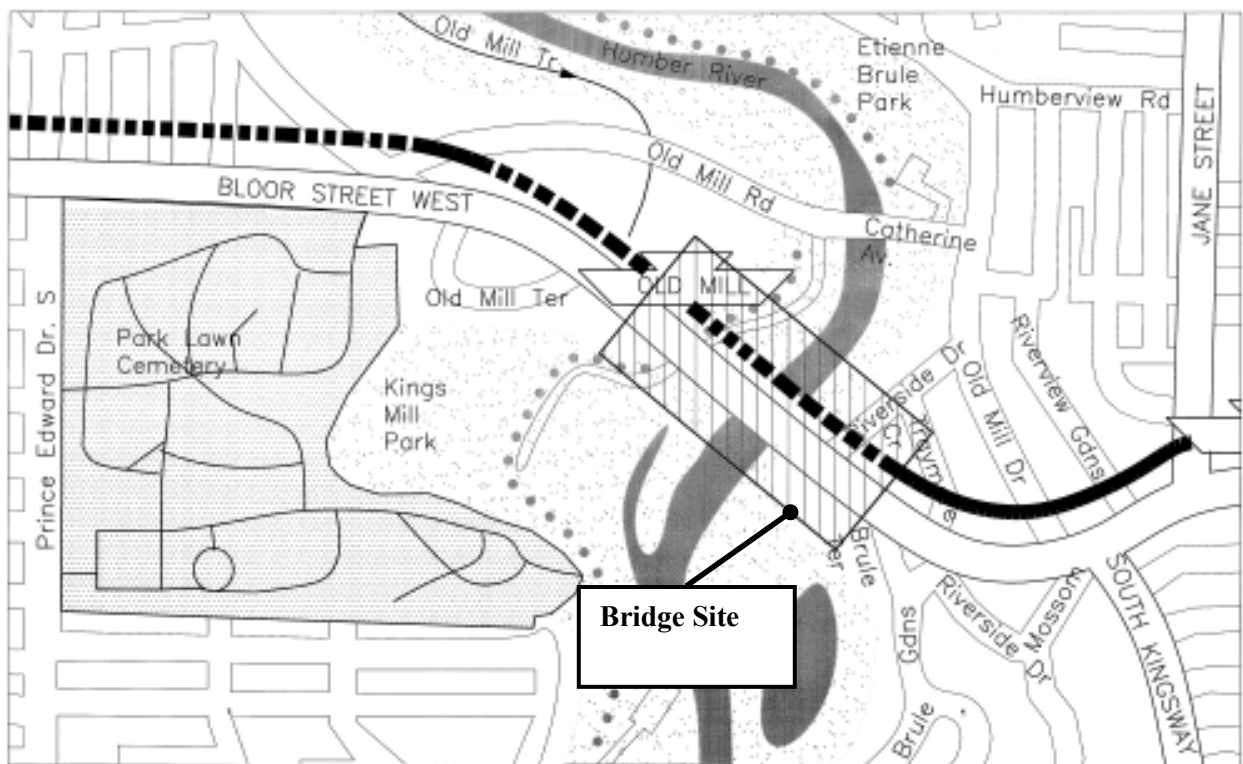 Old Mill Tr.
Humber River
Etienne
Brule
Park
Humberview Rd
JANE STREET
Old Mill Rd
BLOOR STREET WEST
Catherine
Av.
OLD MILL
Old Mill Ter
Prince Edward Dr. S
Park Lawn
Cemetery
Kings
Mill
Park
Riverside Dr
Cr
Old Mill Dr
Riverview Gdns
Brule
Gdns
Riverside Dr
Mossom
SOUTH KINGSWAY
Bridge Site
Brule